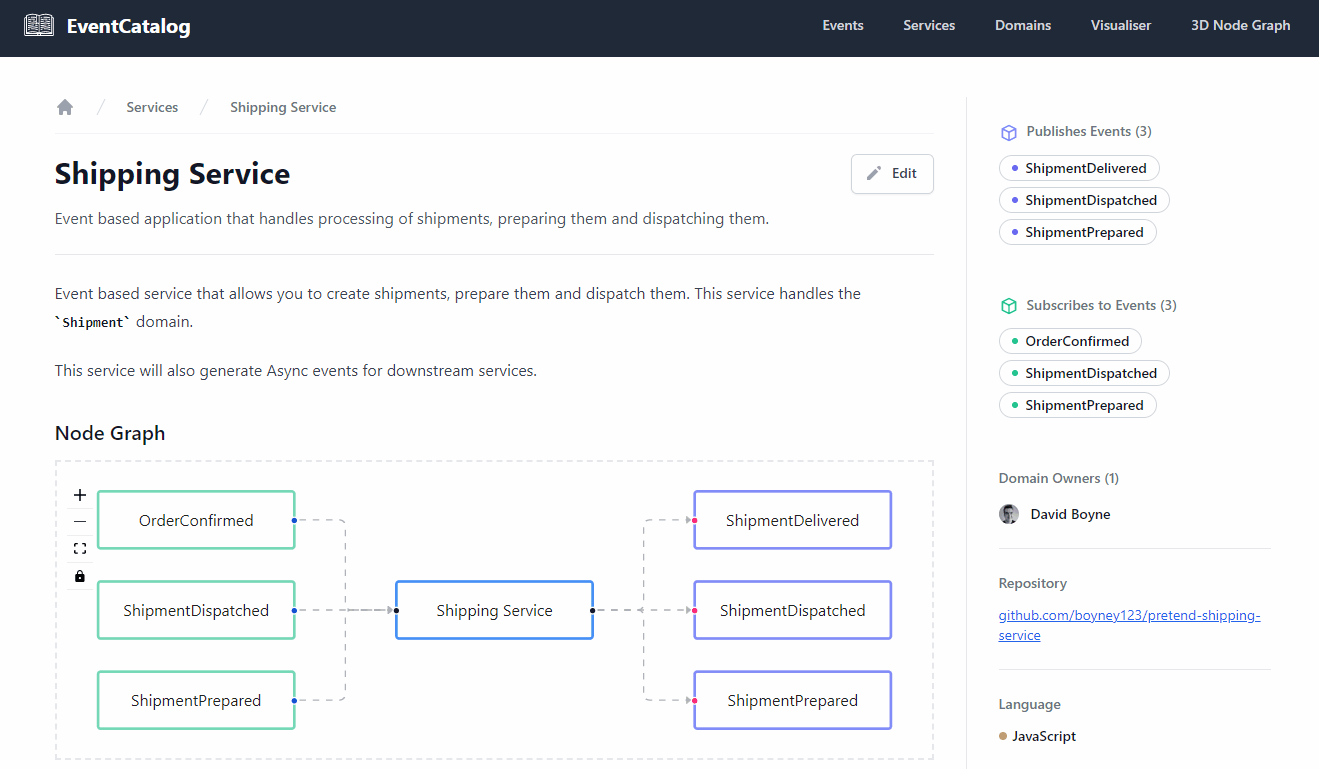 EventCatalog
Events Services Domains Visualiser 3D Node Graph
Services / Shipping Service
Shipping Service
Edit
Event based application that handles processing of shipments, preparing them and dispatching them.
Event based service that allows you to create shipments, prepare them and dispatch them. This service handles the
`Shipment` domain.
This service will also generate Async events for downstream services.
Node Graph
OrderConfirmed
ShipmentDispatched
ShipmentPrepared
Shipping Service
ShipmentDelivered
ShipmentDispatched
ShipmentPrepared
Publishes Events (3)
ShipmentDelivered
ShipmentDispatched
ShipmentPrepared
Subscribes to Events (3)
OrderConfirmed
ShipmentDispatched
ShipmentPrepared
Domain Owners (1)
David Boyne
Repository
github.com/boyney123/pretend-shipping-
service
Language
JavaScript